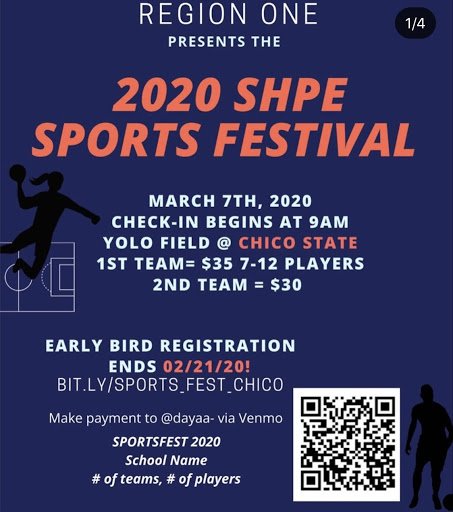 REGION ONE
1/4
PRESENTS THE
2020 SHPE
SPORTS FESTIVAL
MARCH 7TH, 2020
CHECK-IN BEGINS AT 9AM
YOLO FIELD @ CHICO STATE
1ST TEAM= $35 7-12 PLAYERS
2ND TEAM = $30
EARLY BIRD REGISTRATION
ENDS 02/21/20!
BIT.LY/SPORTS_FEST_CHICO
Make payment to @dayaa- via Venmo
SPORTSFEST 2020
School Name
# of teams, # of players